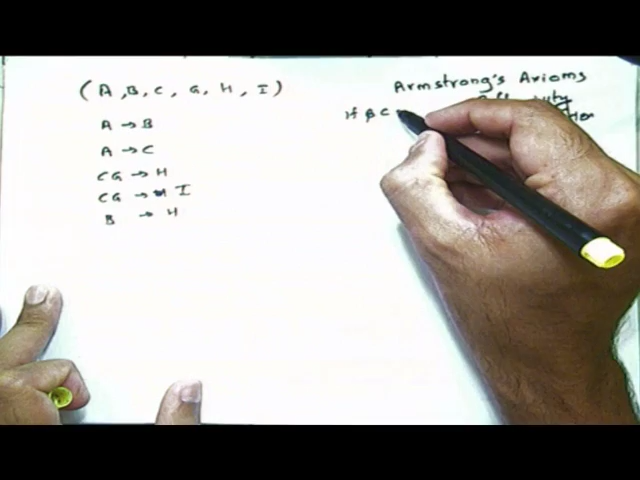 (A, B, C, G, H, I)
A → B
A → C
CG → H
CG → I
B → H
Armstrong's Axioms
If β ⊂